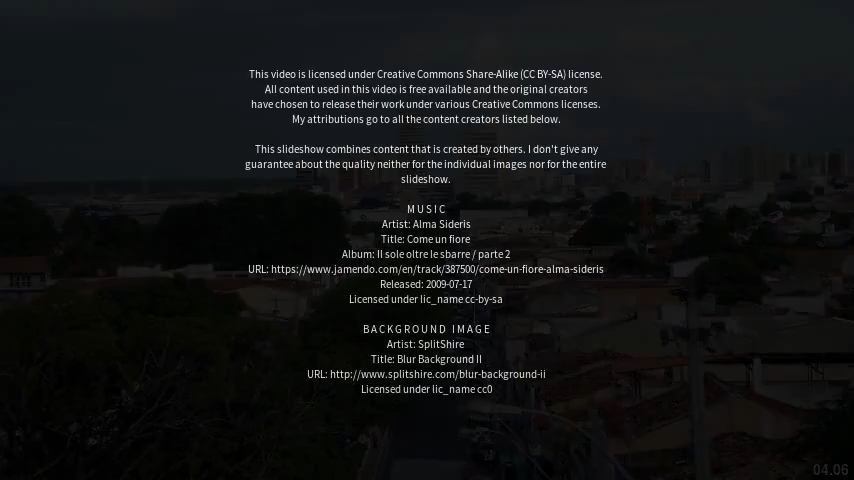 This video is licensed under Creative Commons Share-Alike (CC BY-SA) license.
All content used in this video is free available and the original creators
have chosen to release their work under various Creative Commons licenses.
My attributions go to all the content creators listed below.
This slideshow combines content that is created by others. I don't give any
guarantee about the quality neither for the individual images nor for the entire
slideshow.
MUSIC
Artist: Alma Sideris
Title: Come un fiore
Album: Il sole oltre le sbarre / parte 2
URL: https://www.jamendo.com/en/track/387500/come-un-fiore-alma-sideris
Released: 2009-07-17
Licensed under lic_name cc-by-sa
BACKGROUND IMAGE
Artist: SplitShire
Title: Blur Background II
URL: http://www.splitshire.com/blur-background-ii
Licensed under lic_name cc0
04.06